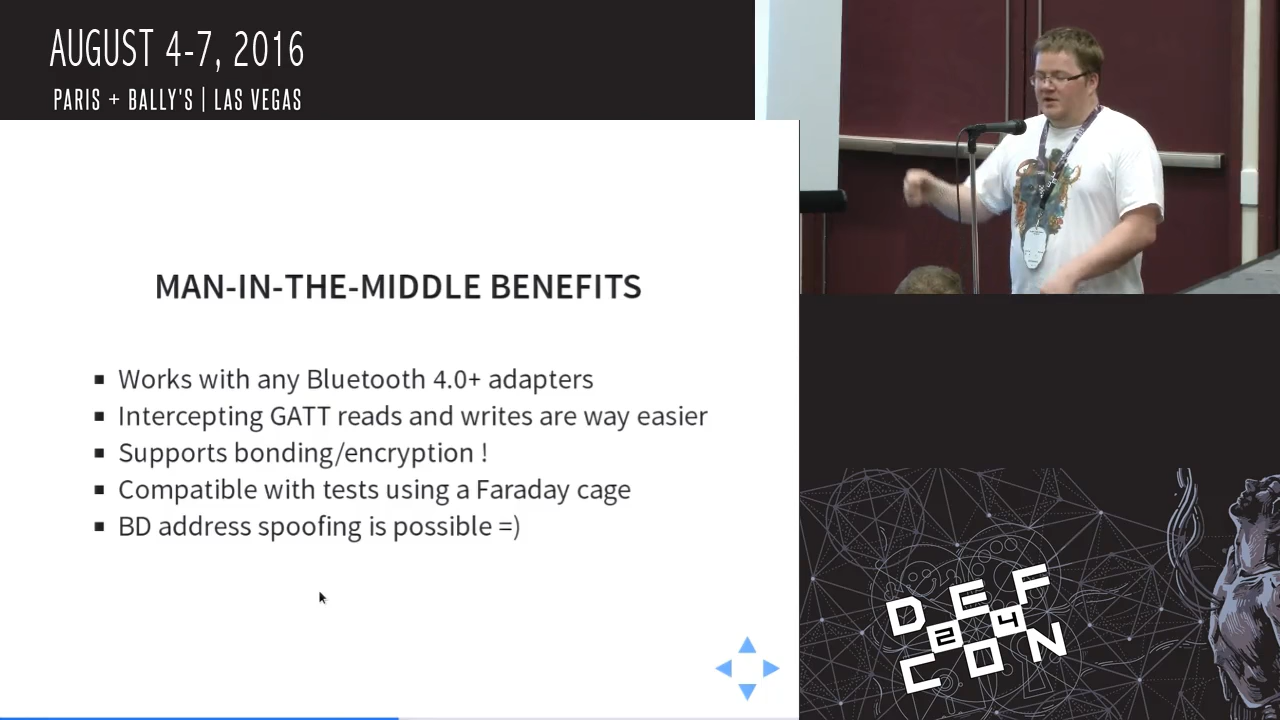 AUGUST 4-7, 2016
PARIS + BALLY'S | LAS VEGAS
MAN-IN-THE-MIDDLE BENEFITS
Works with any Bluetooth 4.0+ adapters
Intercepting GATT reads and writes are way easier
Supports bonding/encryption !
Compatible with tests using a Faraday cage
BD address spoofing is possible =)
DEF
24
CON